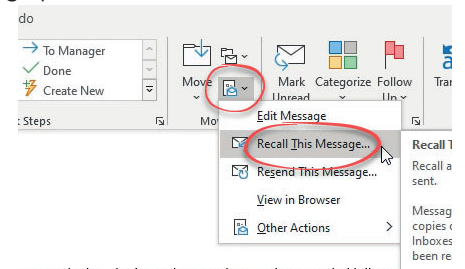 do
To Manager
Done
Create New
Steps
Move
Mark
Unread
Categorize
Follow
Up
Edit Message
Recall This Message...
Resend This Message...
View in Browser
Other Actions
Recall
Recall a
sent.
Messag
copies
Inboxes
been re